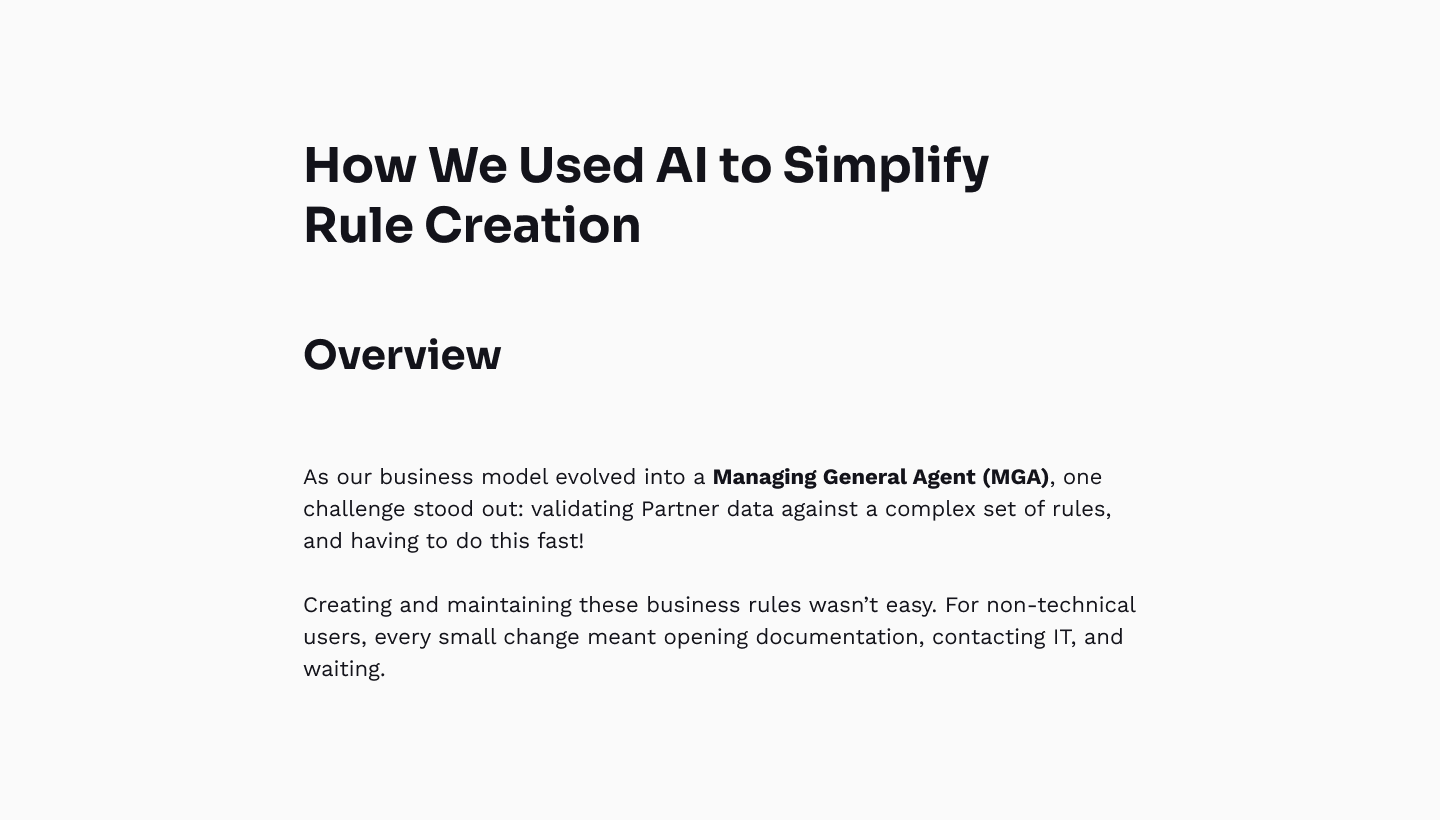 How We Used AI to Simplify
Rule Creation
Overview
As our business model evolved into a Managing General Agent (MGA), one
challenge stood out: validating Partner data against a complex set of rules,
and having to do this fast!
Creating and maintaining these business rules wasn’t easy. For non-technical
users, every small change meant opening documentation, contacting IT, and
waiting.